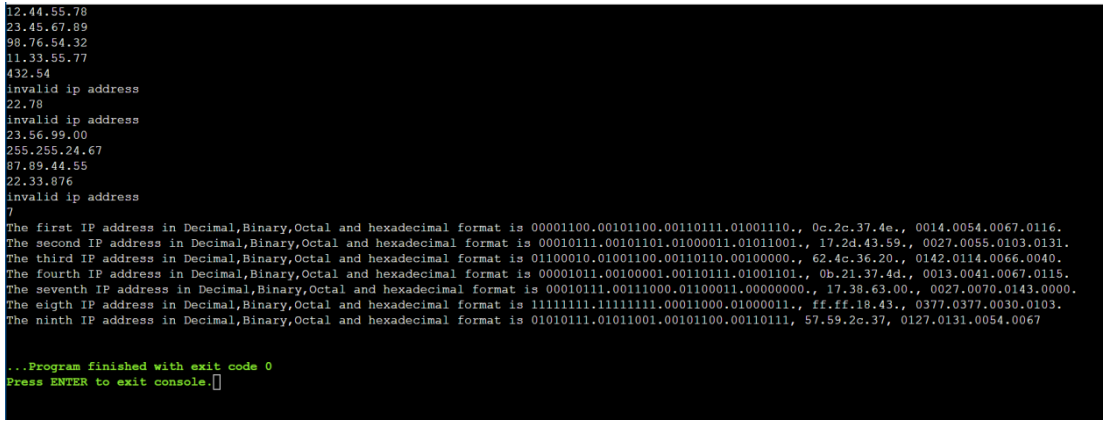 12.44.55.78
23.45.67.89
98.76.54.32
11.33.55.77
432.54
invalid ip address
22.78
invalid ip address
23.56.99.00
255.255.24.67
87.89.44.55
22.33.876
invalid ip address
7
The first IP address in Decimal,Binary,Octal and hexadecimal format is 00001100.00101100.00110111.01001110., 0c.2c.37.4e., 0014.0054.0067.0116.
The second IP address in Decimal,Binary,Octal and hexadecimal format is 00010111.00101101.01000011.01011001., 17.2d.43.59., 0027.0055.0103.0131.
The third IP address in Decimal,Binary,Octal and hexadecimal format is 01100010.01001100.00110110.00100000., 62.4c.36.20., 0142.0114.0066.0040.
The fourth IP address in Decimal,Binary,Octal and hexadecimal format is 00001011.00100001.00110111.01001101., 0b.21.37.4d., 0013.0041.0067.0115.
The seventh IP address in Decimal,Binary,Octal and hexadecimal format is 00010111.00111000.01100011.00000000., 17.38.63.00., 0027.0070.0143.0000.
The eigth IP address in Decimal,Binary,Octal and hexadecimal format is 11111111.11111111.00011000.01000011., ff.ff.18.43., 0377.0377.0030.0103.
The ninth IP address in Decimal,Binary,Octal and hexadecimal format is 01010111.01011001.00101100.00110111, 57.59.2c.37, 0127.0131.0054.0067
...Program finished with exit code 0
Press ENTER to exit console.